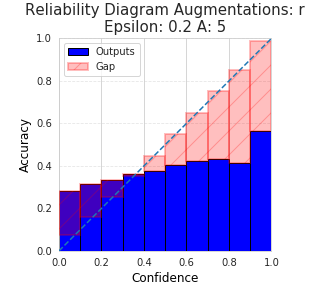 Reliability Diagram Augmentations: r
Epsilon: 0.2 A: 5
1.0
0.8
0.6
0.4
0.2
0.0
Accuracy
Outputs
Gap
0.0 0.2 0.4 0.6 0.8 1.0
Confidence